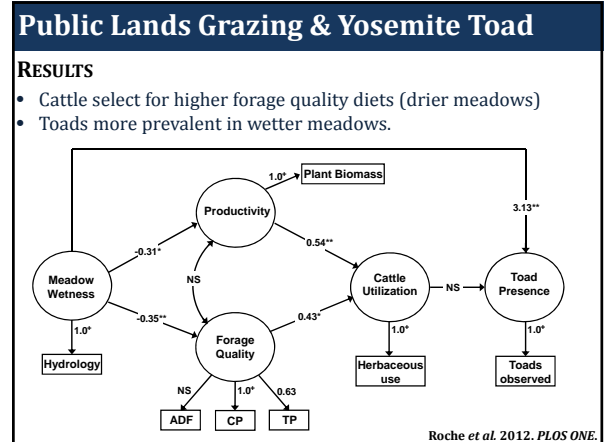 Public Lands Grazing & Yosemite Toad
RESULTS
• Cattle select for higher forage quality diets (drier meadows)
• Toads more prevalent in wetter meadows.
1.0+
Plant Biomass
Productivity
3.13**
-0.31*
0.54**
Meadow
Wetness
NS
Cattle
Utilization
NS
Toad
Presence
-0.35**
0.43*
1.0+
Forage
Quality
1.0+
1.0+
Hydrology
Herbaceous
use
Toads
observed
NS
1.0+
0.63
ADF
CP
TP
Roche et al. 2012. PLOS ONE.